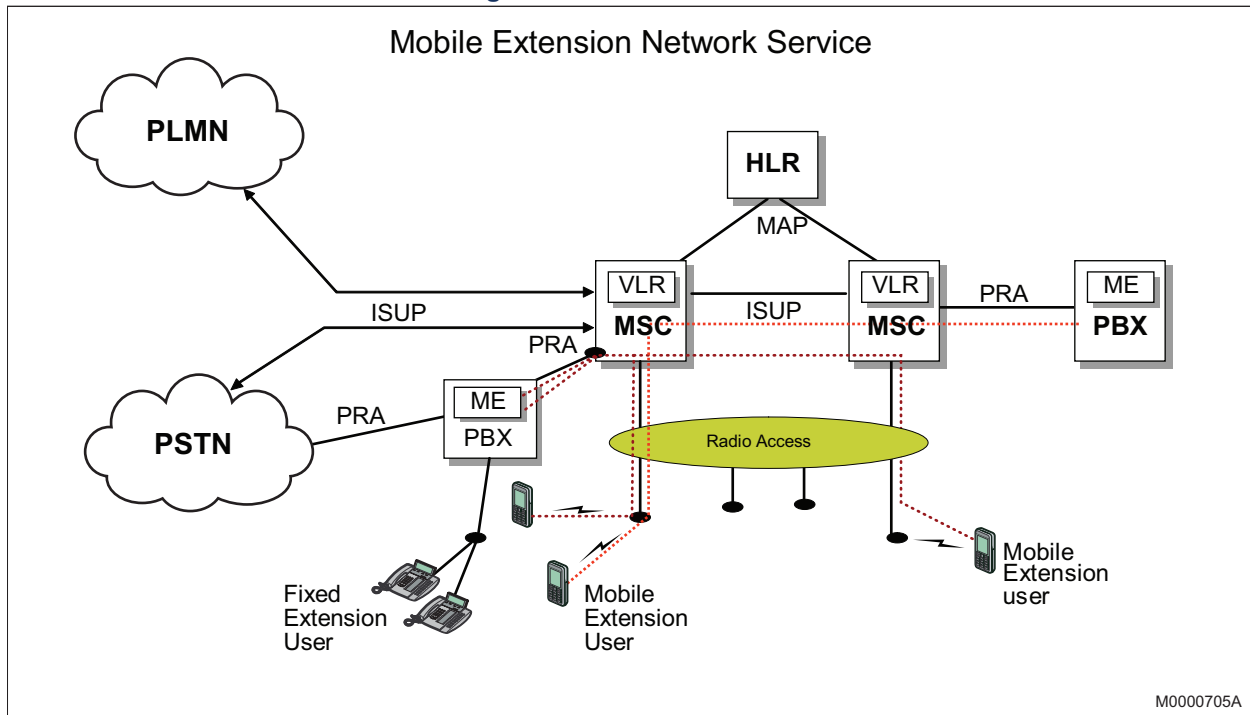 Mobile Extension Network Service
PLMN
HLR
MAP
VLR
MSC
ISUP
VLR
MSC
PRA
ME
PBX
ISUP
PRA
PSTN
PRA
ME
PBX
Radio Access
Fixed
Extension
User
Mobile
Extension
User
Mobile
Extension
user
M0000705A